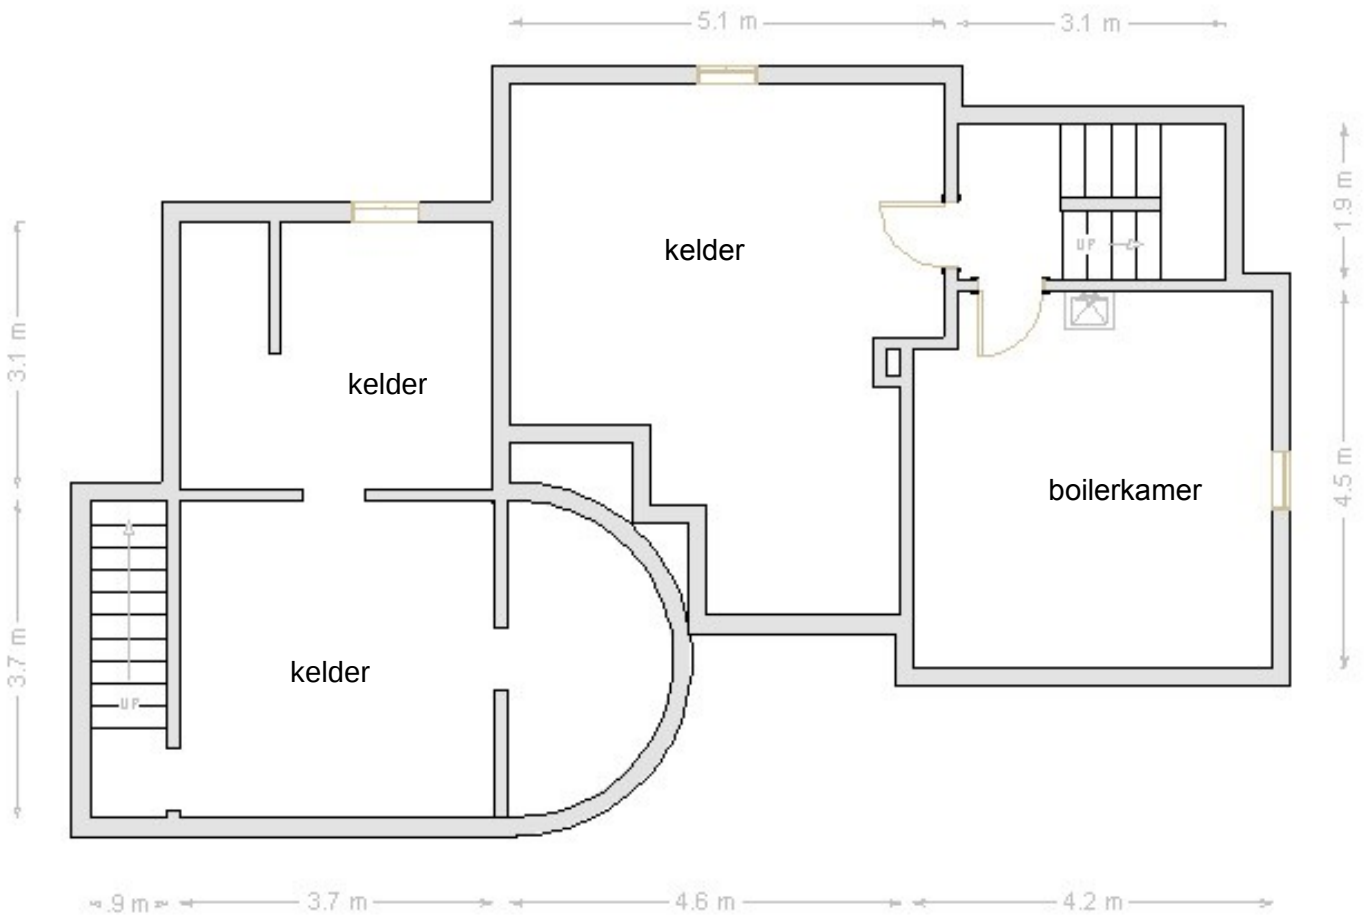 5.1 m
3.1 m
1.9 m
kelder
UP
3.1 m
kelder
4.5 m
boilerkamer
3.7 m
kelder
UP
.9 m
3.7 m
4.6 m
4.2 m